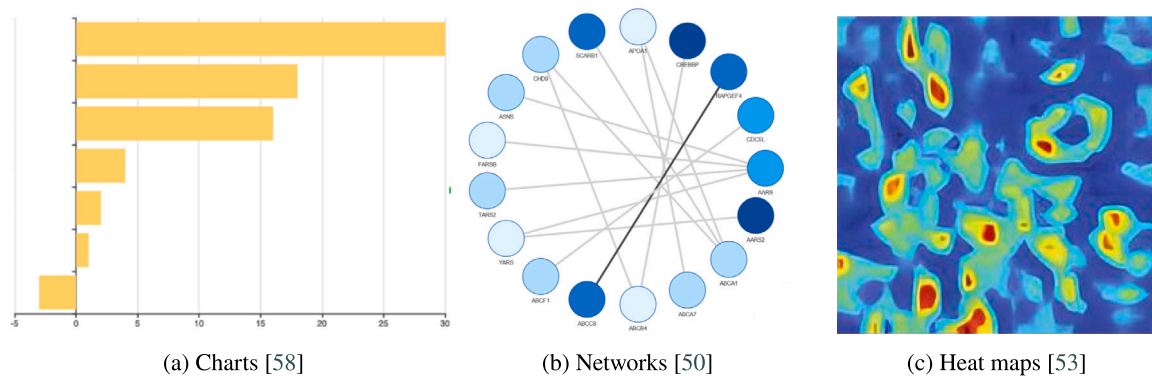 APOA1
SCARB1
CREBBP
CHD9
RAPGEF4
ASNS
CDC5L
FARSB
AARS
TARS2
AARS2
YARS
ABCA1
ABCF1
ABCA7
ABCC8
ABCB4
-5 0 5 10 15 20 25 30
(a) Charts [58]
(b) Networks [50]
(c) Heat maps [53]